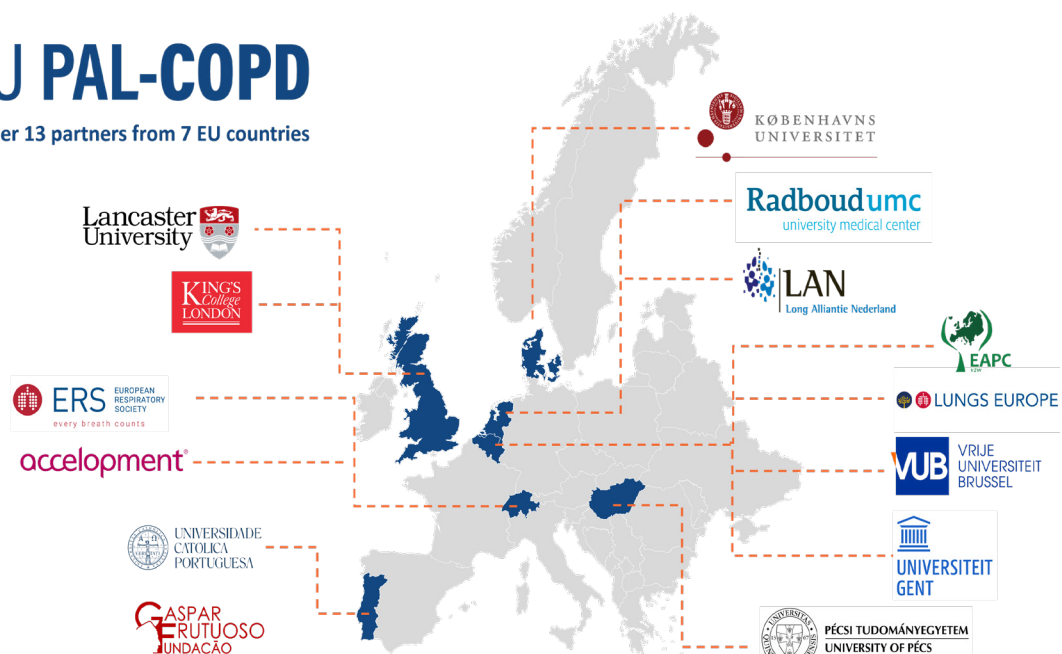 U PAL-COPD
er 13 partners from 7 EU countries
KØBENHAVNS
UNIVERSITET
Lancaster
University
Radboudumc
university medical center
KING'S
College
LONDON
LAN
Long Alliantie Nederland
EAPC
ERS
EUROPEAN
RESPIRATORY
SOCIETY
every breath counts
LUNGS EUROPE
accelopment
VUB
VRIJE
UNIVERSITEIT
BRUSSEL
UNIVERSIDADE
CATOLICA
PORTUGUESA
UNIVERSITEIT
GENT
GASPAR
FRUTUOSO
FUNDAÇÃO
PÉCSI TUDOMÁNYEGYETEM
UNIVERSITY OF PÉCS